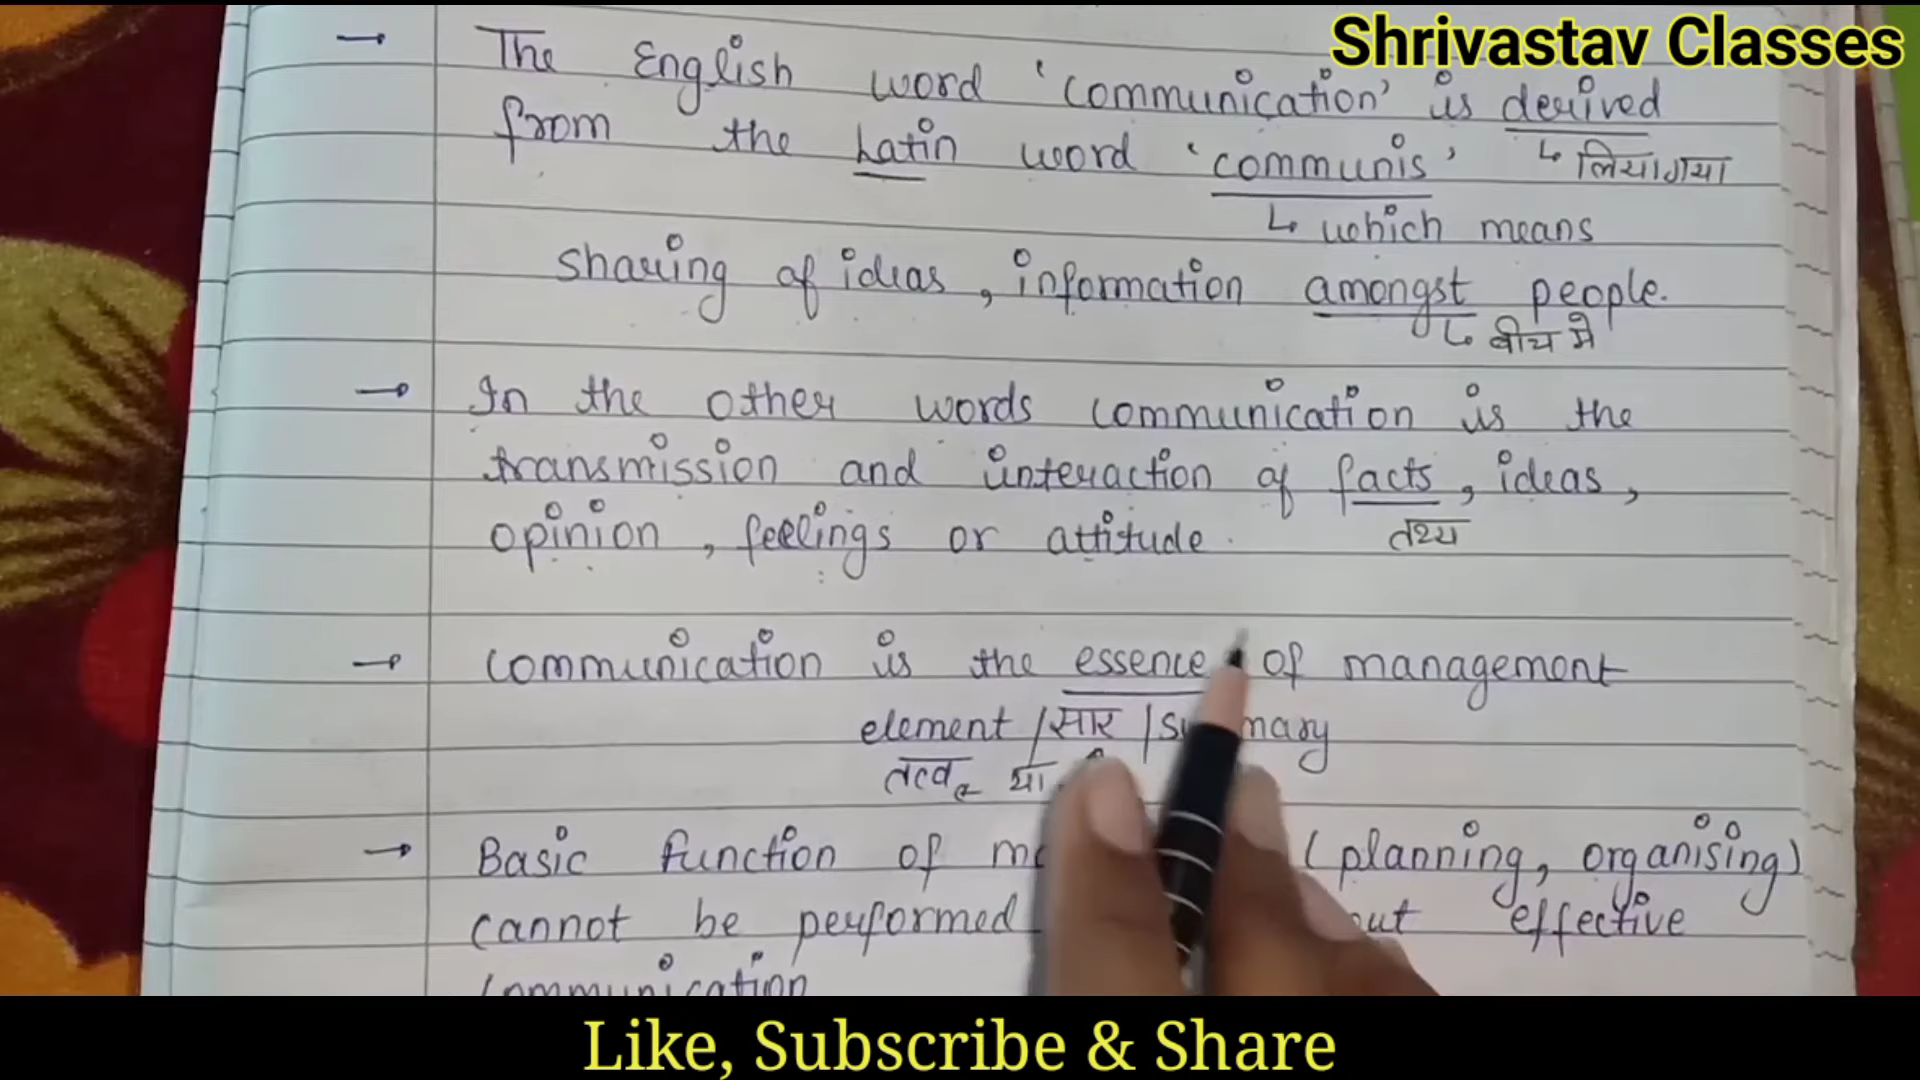 Shrivastav Classes
→ The English word 'communication' is derived
from the Latin word 'communis' ↳ लिया गया
↳ which means
sharing of ideas, information amongst people.
↳ बीच मे
→ In the other words communication is the
transmission and interaction of facts, ideas,
तथ्य
opinion, feelings or attitude.
→ communication is the essence of management
element / सार / mary
तत्व या
→ Basic function of (planning, organising)
cannot be performed effective
communication
Like, Subscribe & Share